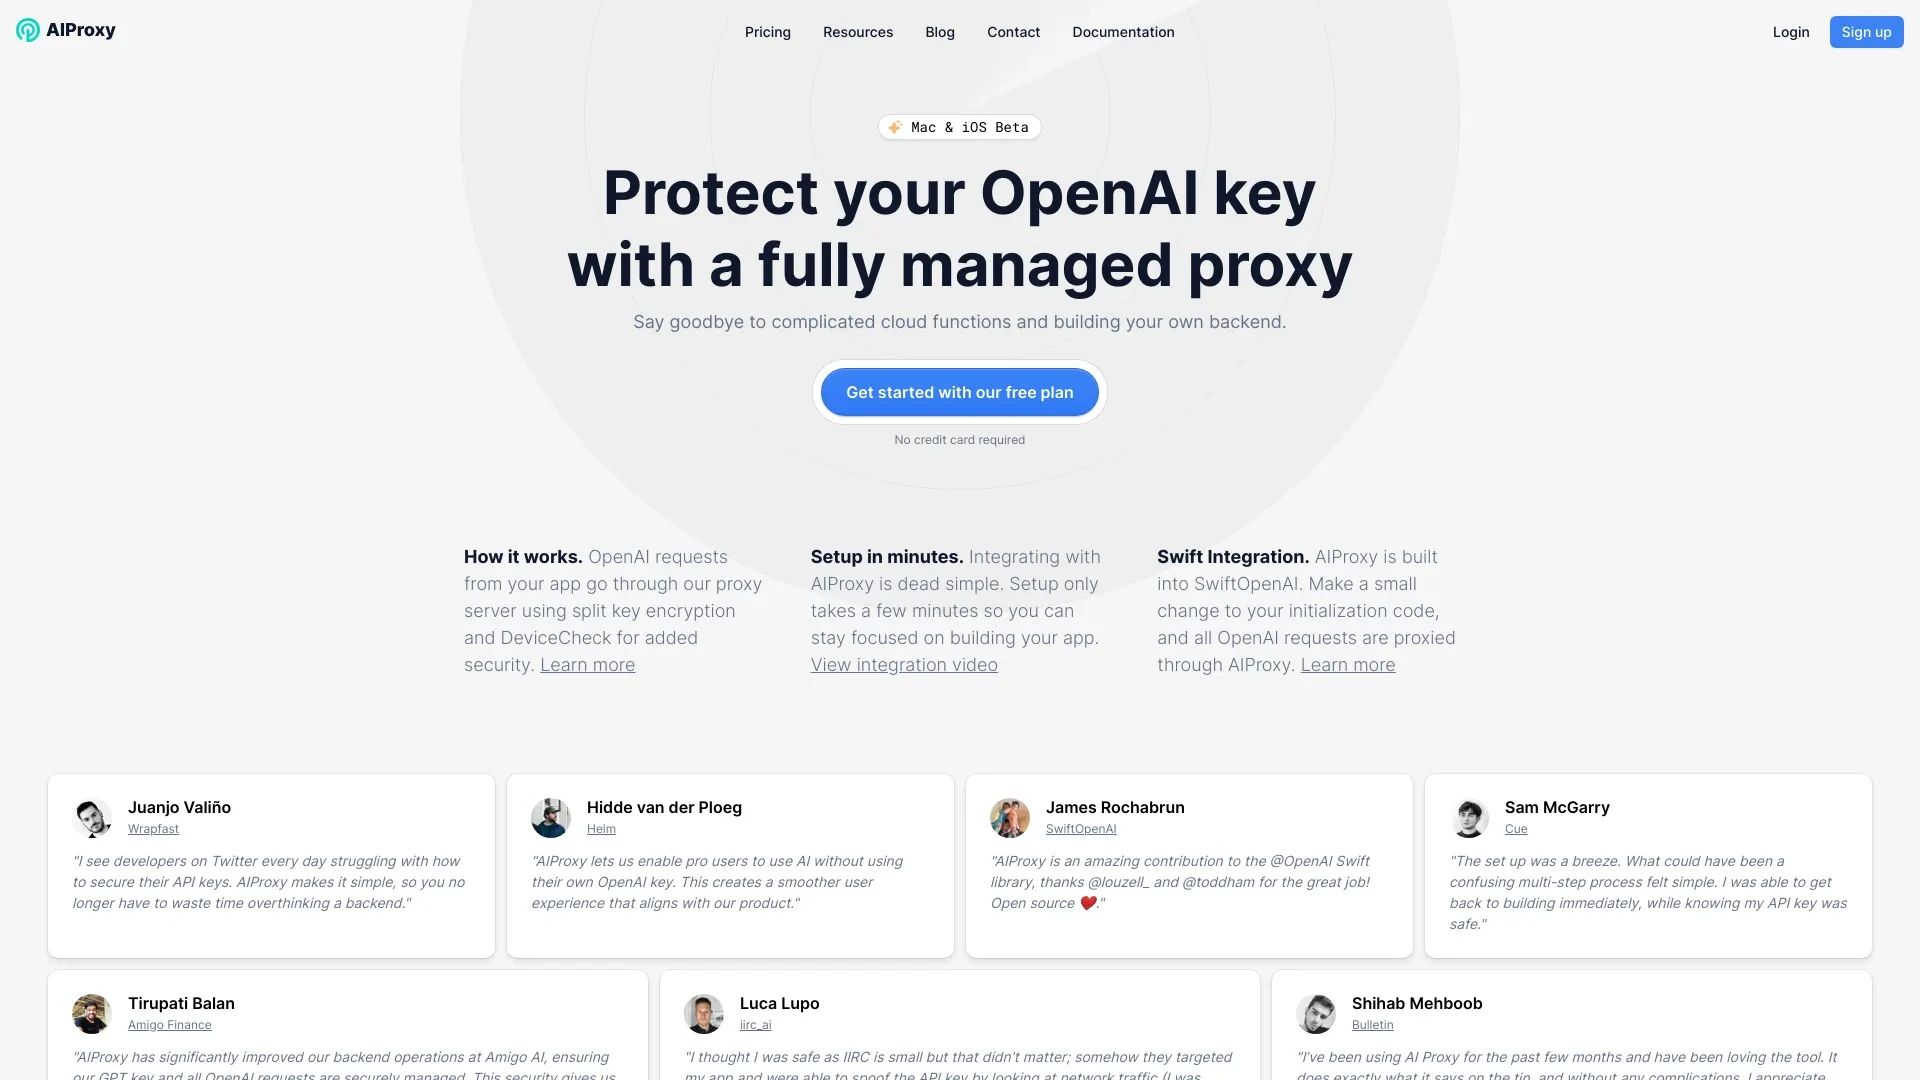 AIProxy
Pricing
Resources
Blog
Contact
Documentation
Login
Sign up
Mac & iOS Beta
Protect your OpenAI key
with a fully managed proxy
Say goodbye to complicated cloud functions and building your own backend.
Get started with our free plan
No credit card required
How it works. OpenAI requests
from your app go through our proxy
server using split key encryption
and DeviceCheck for added
security. Learn more
Setup in minutes. Integrating with
AIProxy is dead simple. Setup only
takes a few minutes so you can
stay focused on building your app.
View integration video
Swift Integration. AIProxy is built
into SwiftOpenAI. Make a small
change to your initialization code,
and all OpenAI requests are proxied
through AIProxy. Learn more
Juanjo Valiño
Wrapfast
"I see developers on Twitter every day struggling with how
to secure their API keys. AIProxy makes it simple, so you no
longer have to waste time overthinking a backend."
Hidde van der Ploeg
Helm
"AIProxy lets us enable pro users to use AI without using
their own OpenAI key. This creates a smoother user
experience that aligns with our product."
James Rochabrun
SwiftOpenAI
"AIProxy is an amazing contribution to the @OpenAI Swift
library, thanks @louzell_ and @toddham for the great job!
Open source ❤️."
Sam McGarry
Cue
"The set up was a breeze. What could have been a
confusing multi-step process felt simple. I was able to get
back to building immediately, while knowing my API key was
safe."
Tirupati Balan
Amigo Finance
"AIProxy has significantly improved our backend operations at Amigo AI, ensuring
our GPT key and all OpenAI requests are securely managed. This security gives us
Luca Lupo
iirc_ai
"I thought I was safe as IIRC is small but that didn't matter; somehow they targeted
my app and were able to spoof the API key by looking at network traffic (I was
Shihab Mehboob
Bulletin
"I've been using AI Proxy for the past few months and have been loving the tool. It
does exactly what it says on the tin, and without any complications. I appreciate